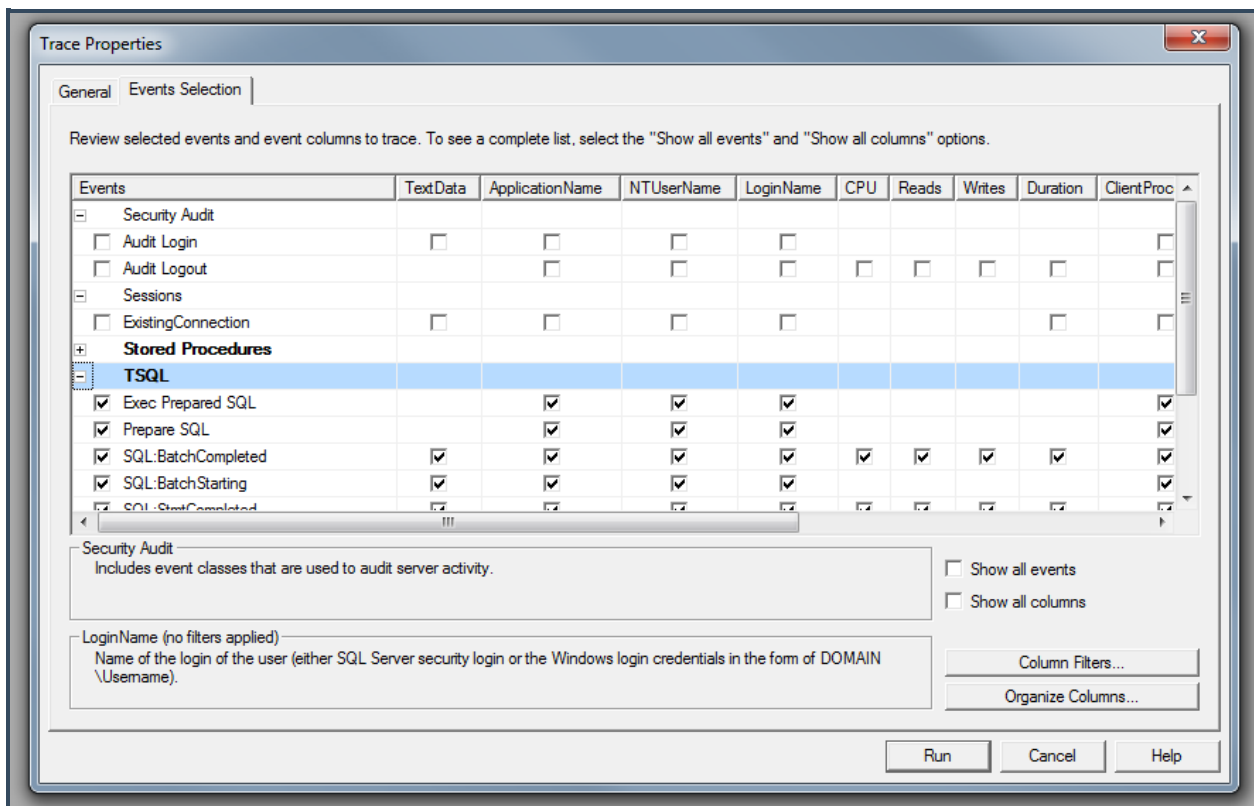 Trace Properties
General Events Selection
Review selected events and event columns to trace. To see a complete list, select the "Show all events" and "Show all columns" options.
Events TextData ApplicationName NTUserName LoginName CPU Reads Writes Duration ClientProc
Security Audit
Audit Login
Audit Logout
Sessions
ExistingConnection
Stored Procedures
TSQL
Exec Prepared SQL
Prepare SQL
SQL:BatchCompleted
SQL:BatchStarting
SQL:StmtCompleted
Security Audit
Includes event classes that are used to audit server activity.
Show all events
Show all columns
LoginName (no filters applied)
Name of the login of the user (either SQL Server security login or the Windows login credentials in the form of DOMAIN
\Username).
Column Filters...
Organize Columns...
Run Cancel Help